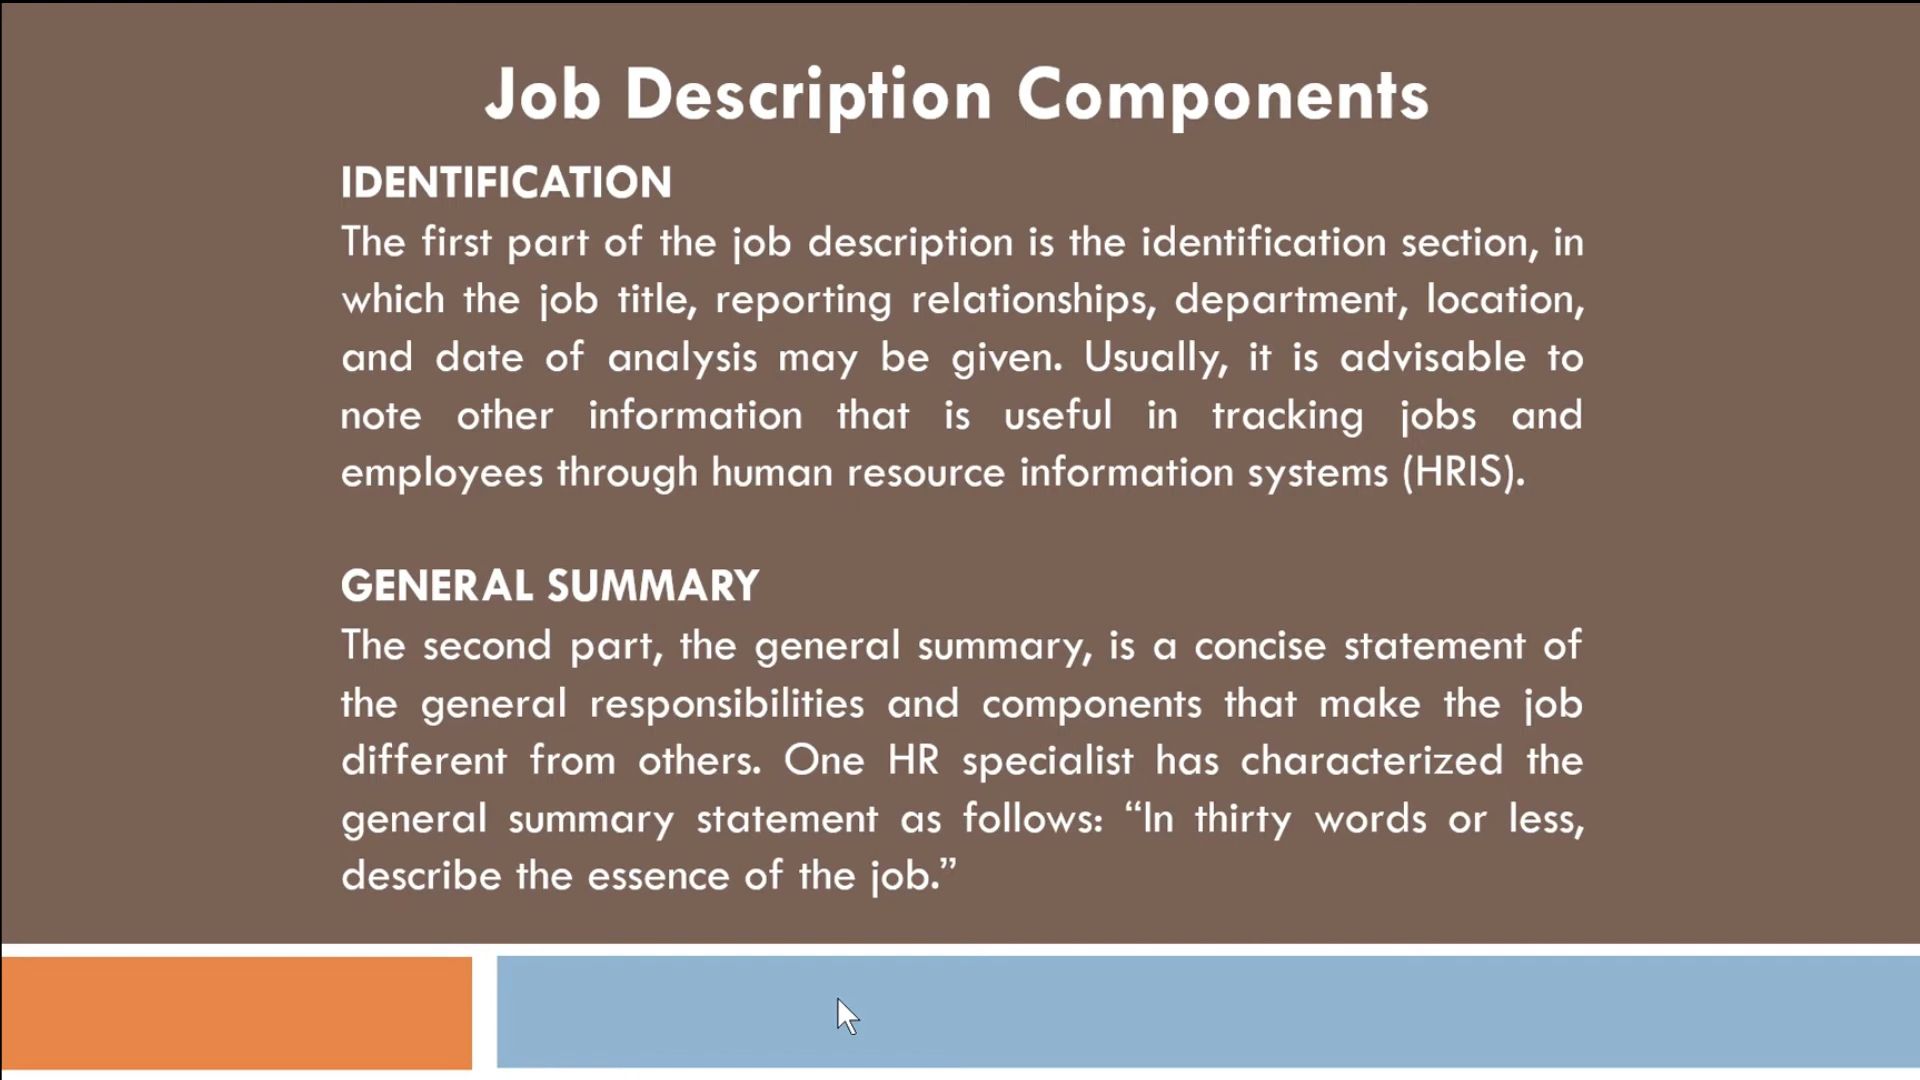 Job Description Components
IDENTIFICATION
The first part of the job description is the identification section, in
which the job title, reporting relationships, department, location,
and date of analysis may be given. Usually, it is advisable to
note other information that is useful in tracking jobs and
employees through human resource information systems (HRIS).
GENERAL SUMMARY
The second part, the general summary, is a concise statement of
the general responsibilities and components that make the job
different from others. One HR specialist has characterized the
general summary statement as follows: “In thirty words or less,
describe the essence of the job.”